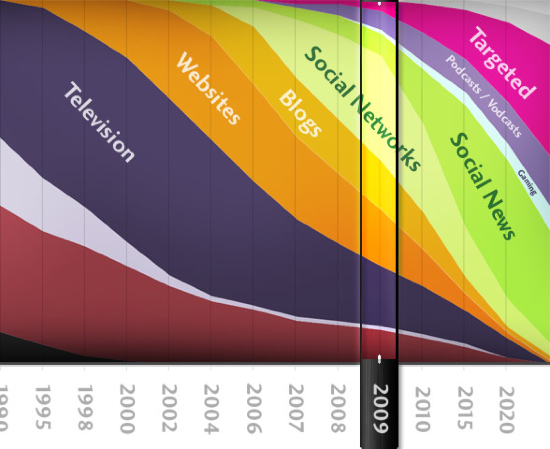 Television
Websites
Blogs
Social Networks
Social News
Targeted
Podcasts / Vodcasts
Gaming
1990
1995
1998
2000
2002
2004
2006
2007
2008
2009
2010
2015
2020